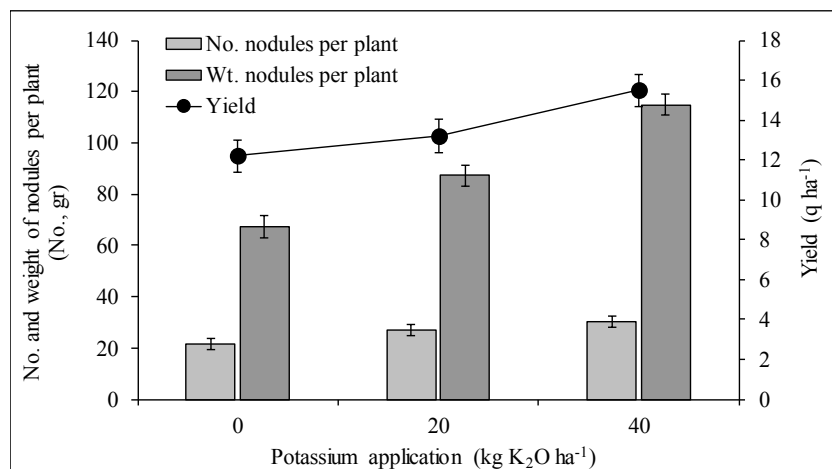 No. nodules per plant
Wt. nodules per plant
Yield
No. and weight of nodules per plant
(No., gr)
140
120
100
80
60
40
20
0
18
16
14
12
10
8
6
4
2
0
Yield (q ha⁻¹)
0 20 40
Potassium application (kg K₂O ha⁻¹)